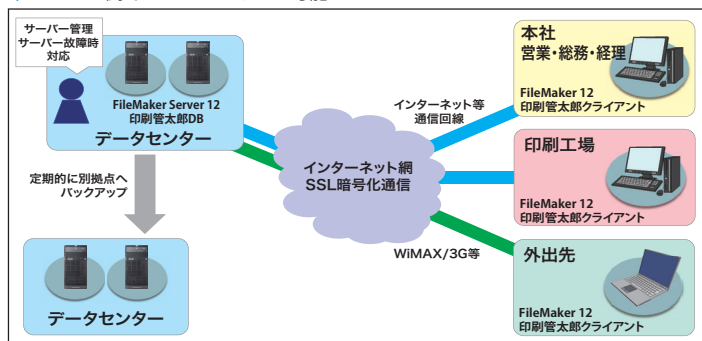 サーバー管理
サーバー故障時
対応
FileMaker Server 12
印刷管太郎DB
データセンター
定期的に別拠点へ
バックアップ
データセンター
インターネット網
SSL暗号化通信
インターネット等
通信回線
WiMAX/3G等
本社
営業・総務・経理
FileMaker 12
印刷管太郎クライアント
印刷工場
FileMaker 12
印刷管太郎クライアント
外出先
FileMaker 12
印刷管太郎クライアント